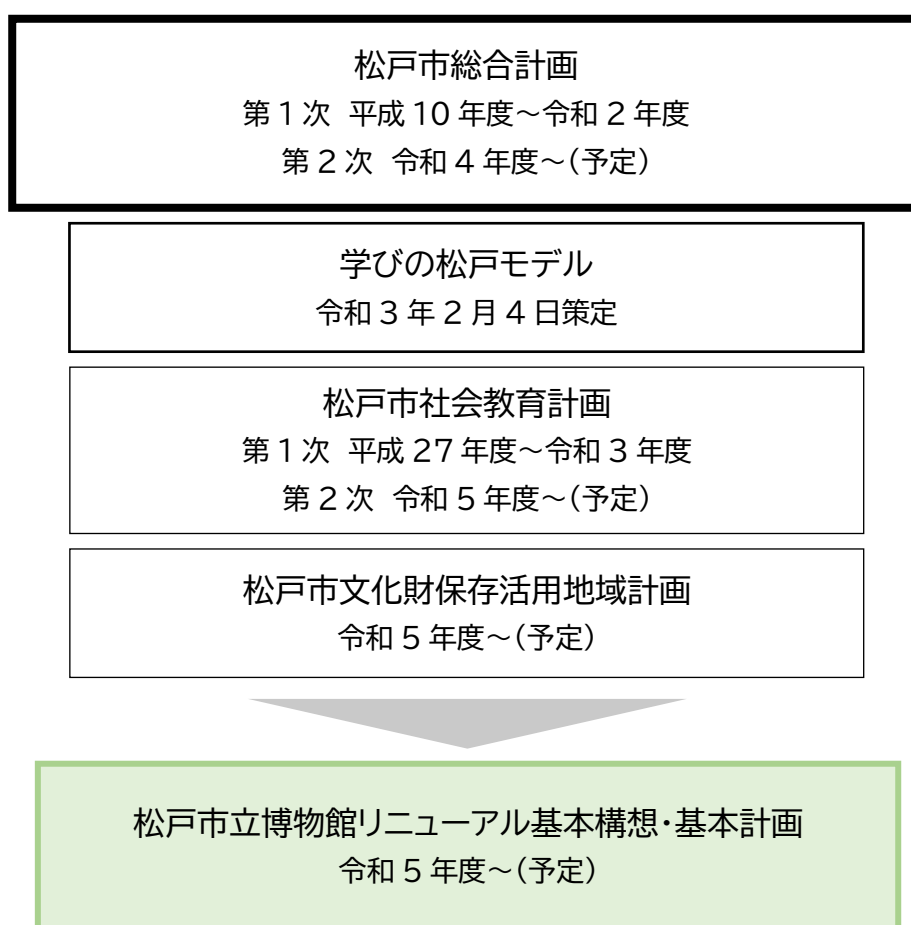 松戸市総合計画
第1次 平成10年度～令和2年度
第2次 令和4年度～(予定)
学びの松戸モデル
令和3年2月4日策定
松戸市社会教育計画
第1次 平成27年度～令和3年度
第2次 令和5年度～(予定)
松戸市文化財保存活用地域計画
令和5年度～(予定)
松戸市立博物館リニューアル基本構想・基本計画
令和5年度～(予定)